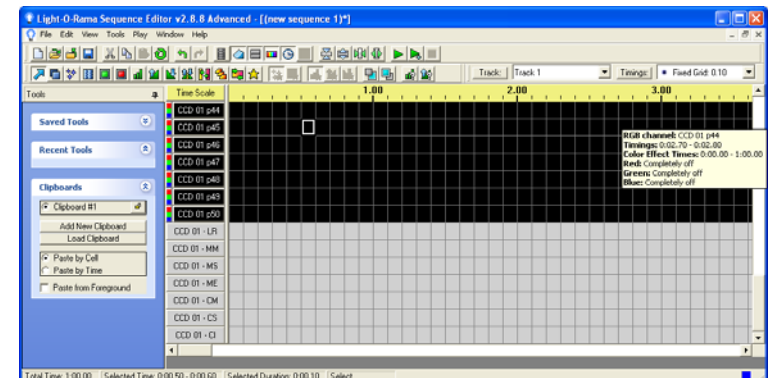 Light-O-Rama Sequence Editor v2.8.8 Advanced - [(new sequence 1)*]
File Edit View Tools Play Window Help
Track: Track 1 Timings: Fixed Grid: 0.10
Tools
Time Scale 1.00 2.00 3.00
Saved Tools
Recent Tools
Clipboards
Clipboard #1
Add New Clipboard
Load Clipboard
Paste by Cell
Paste by Time
Paste from Foreground
CCD 01 p44
CCD 01 p45
CCD 01 p46
CCD 01 p47
CCD 01 p48
CCD 01 p49
CCD 01 p50
CCD 01 - LR
CCD 01 - MM
CCD 01 - MS
CCD 01 - ME
CCD 01 - CM
CCD 01 - CS
CCD 01 - CI
RGB channel: CCD 01 p44
Timings: 0:02.70 - 0:02.80
Color Effect Times: 0:00.00 - 1:00.00
Red: Completely off
Green: Completely off
Blue: Completely off
Total Time: 1:00.00 Selected Time: 0:00.50 - 0:00.60 Selected Duration: 0:00.10 Select